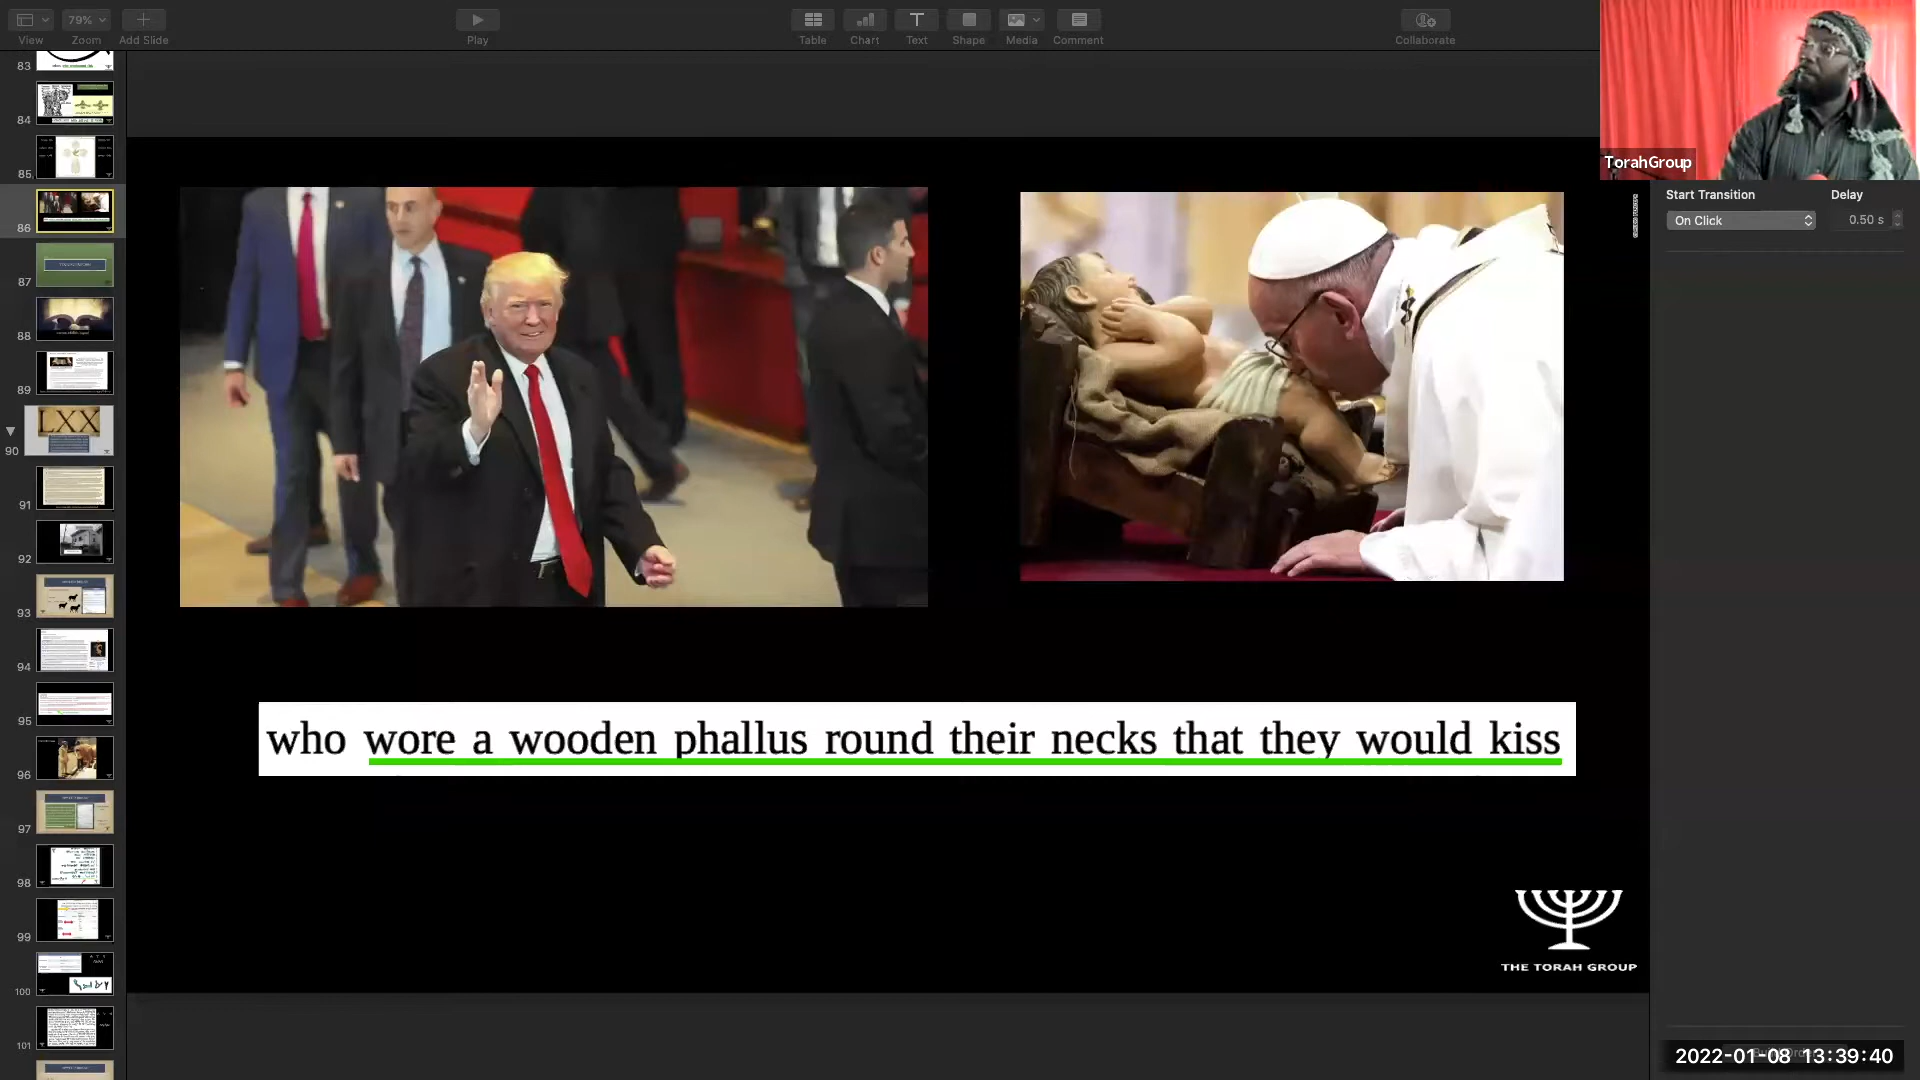 79%
View
Zoom
Add Slide
Play
Table
Chart
Text
Shape
Media
Comment
Collaborate
TorahGroup
Start Transition
Delay
On Click
0.50 s
83
84
85
86
87
88
89
LXX
90
91
92
93
94
95
96
97
98
99
100
101
who wore a wooden phallus round their necks that they would kiss
THE TORAH GROUP
2022-01-08 13:39:40